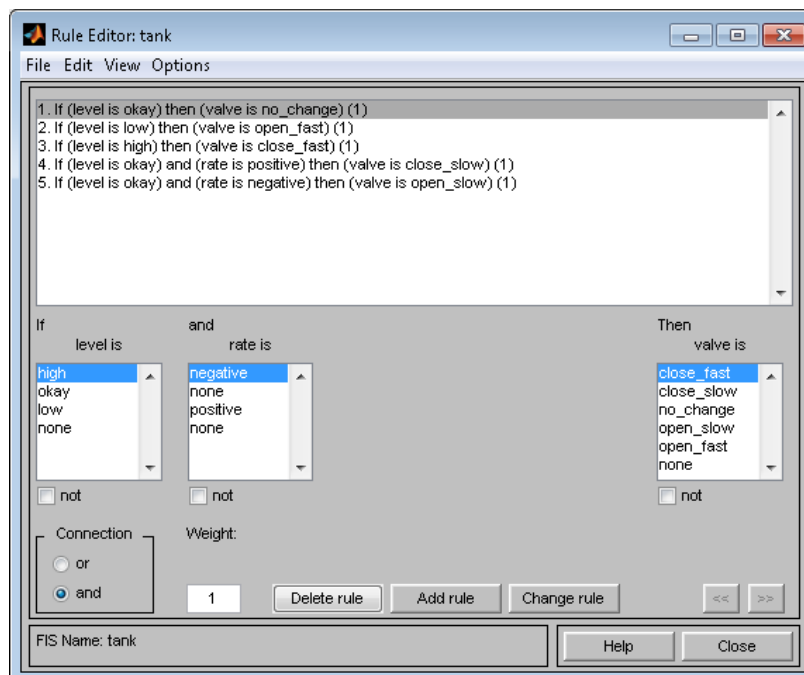 Rule Editor: tank
File Edit View Options
1. If (level is okay) then (valve is no_change) (1)
2. If (level is low) then (valve is open_fast) (1)
3. If (level is high) then (valve is close_fast) (1)
4. If (level is okay) and (rate is positive) then (valve is close_slow) (1)
5. If (level is okay) and (rate is negative) then (valve is open_slow) (1)
If and Then
level is rate is valve is
high negative close_fast
okay none close_slow
low positive no_change
none none open_slow
open_fast
none
not not not
Connection Weight:
or
and 1 Delete rule Add rule Change rule << >>
FIS Name: tank Help Close